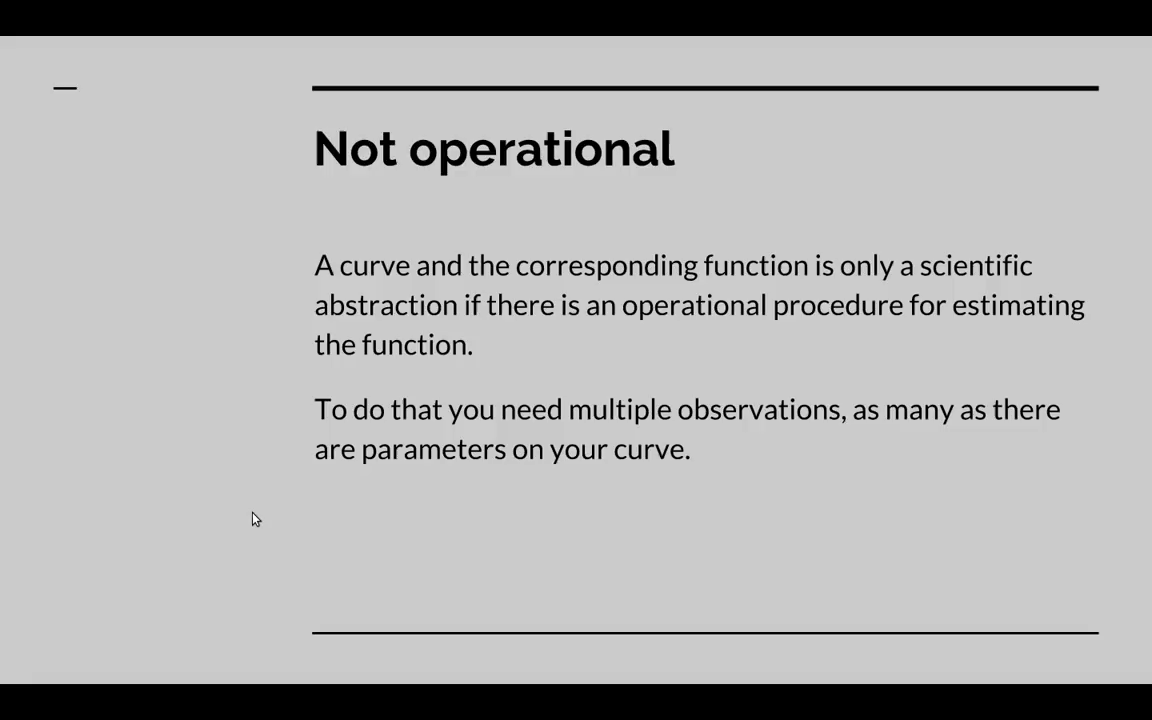 Not operational
A curve and the corresponding function is only a scientific
abstraction if there is an operational procedure for estimating
the function.
To do that you need multiple observations, as many as there
are parameters on your curve.